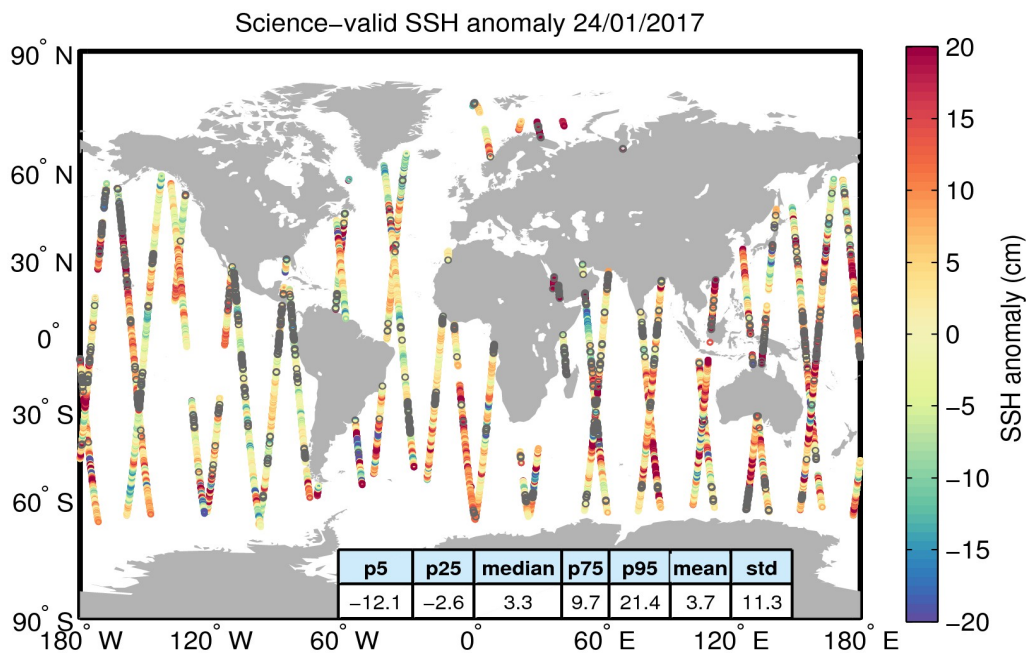 Science−valid SSH anomaly 24/01/2017
90° N
60° N
30° N
0°
30° S
60° S
90° S
180° W
120° W
60° W
0°
60° E
120° E
180° E
p5 p25 median p75 p95 mean std
−12.1 −2.6 3.3 9.7 21.4 3.7 11.3
20
15
10
5
0
−5
−10
−15
−20
SSH anomaly (cm)